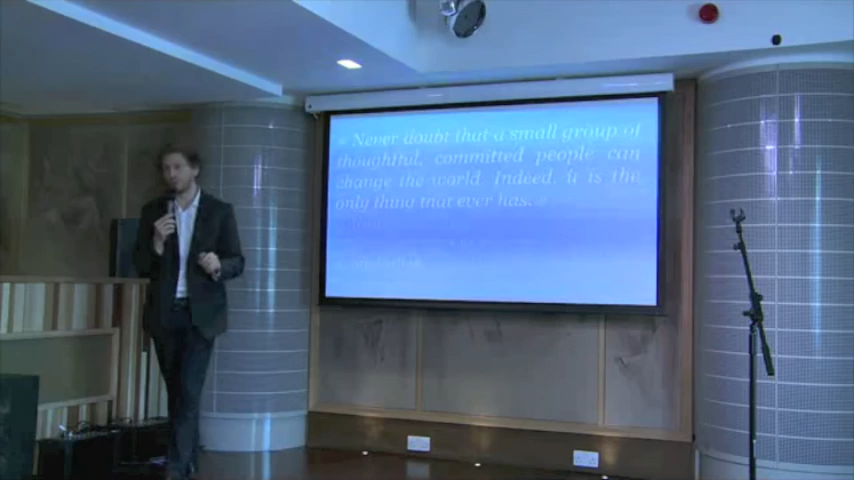 « Never doubt that a small group of
thoughtful, committed people can
change the world. Indeed, it is the
only thing that ever has. »